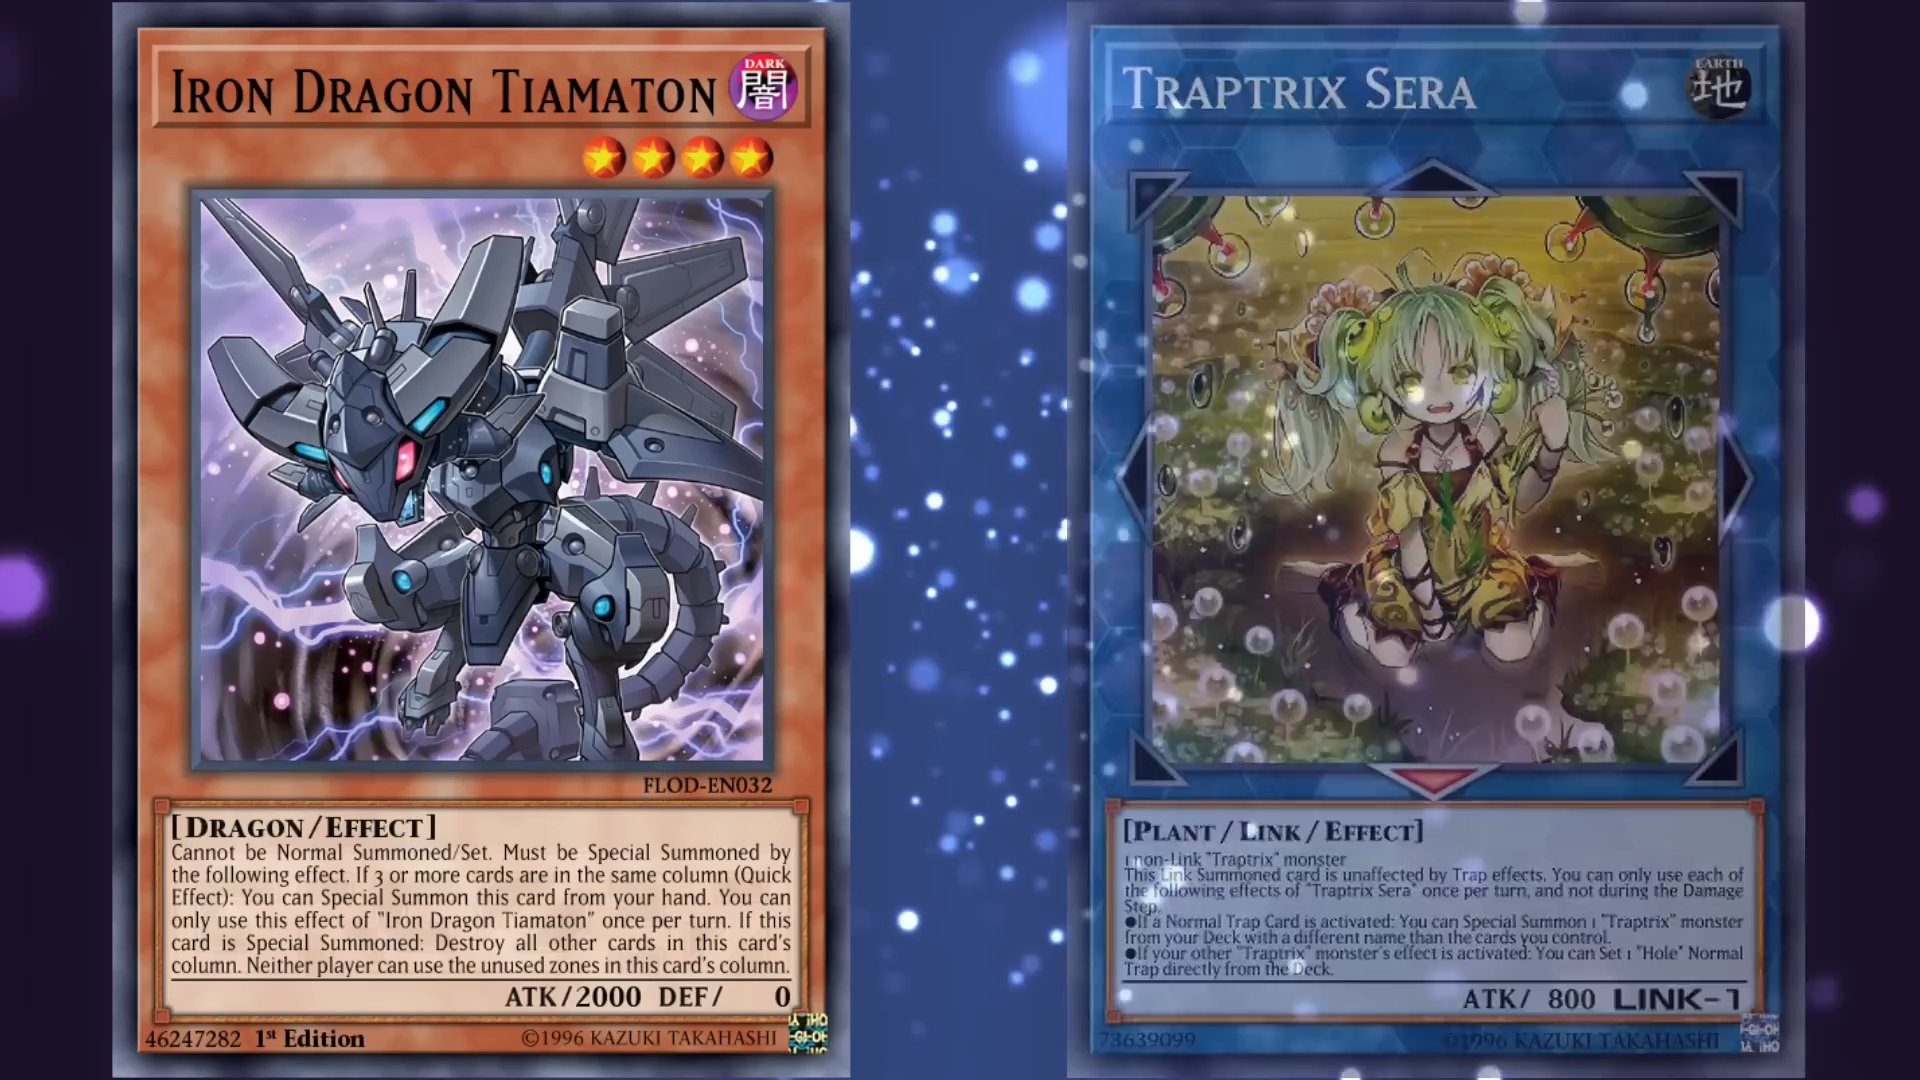 IRON DRAGON TIAMATON
DARK
闇
FLOD-EN032
[DRAGON/EFFECT]
Cannot be Normal Summoned/Set. Must be Special Summoned by
the following effect. If 3 or more cards are in the same column (Quick
Effect): You can Special Summon this card from your hand. You can
only use this effect of "Iron Dragon Tiamaton" once per turn. If this
card is Special Summoned: Destroy all other cards in this card's
column. Neither player can use the unused zones in this card's column.
ATK/2000 DEF/ 0
46247282 1st Edition ©1996 KAZUKI TAKAHASHI
TRAPTRIX SERA
EARTH
地
[PLANT/LINK/EFFECT]
1 non-Link "Traptrix" monster
This Link Summoned card is unaffected by Trap effects. You can only use each of
the following effects of "Traptrix Sera" once per turn, and not during the Damage
Step.
●If a Normal Trap Card is activated: You can Special Summon 1 "Traptrix" monster
from your Deck with a different name than the cards you control.
●If your other "Traptrix" monster's effect is activated: You can Set 1 "Hole" Normal
Trap directly from the Deck.
ATK/ 800 LINK-1
73639099 ©1996 KAZUKI TAKAHASHI